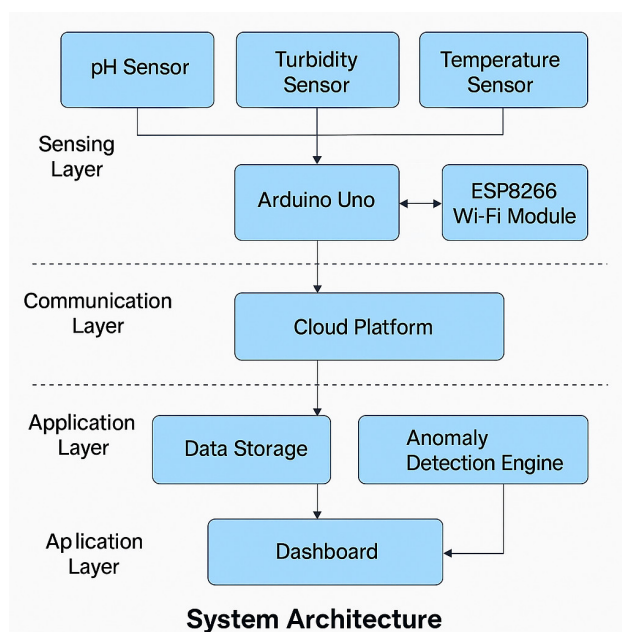 pH Sensor
Turbidity
Sensor
Temperature
Sensor
Sensing
Layer
Arduino Uno
ESP8266
Wi-Fi Module
Communication
Layer
Cloud Platform
Application
Layer
Data Storage
Anomaly
Detection Engine
Aplication
Layer
Dashboard
System Architecture